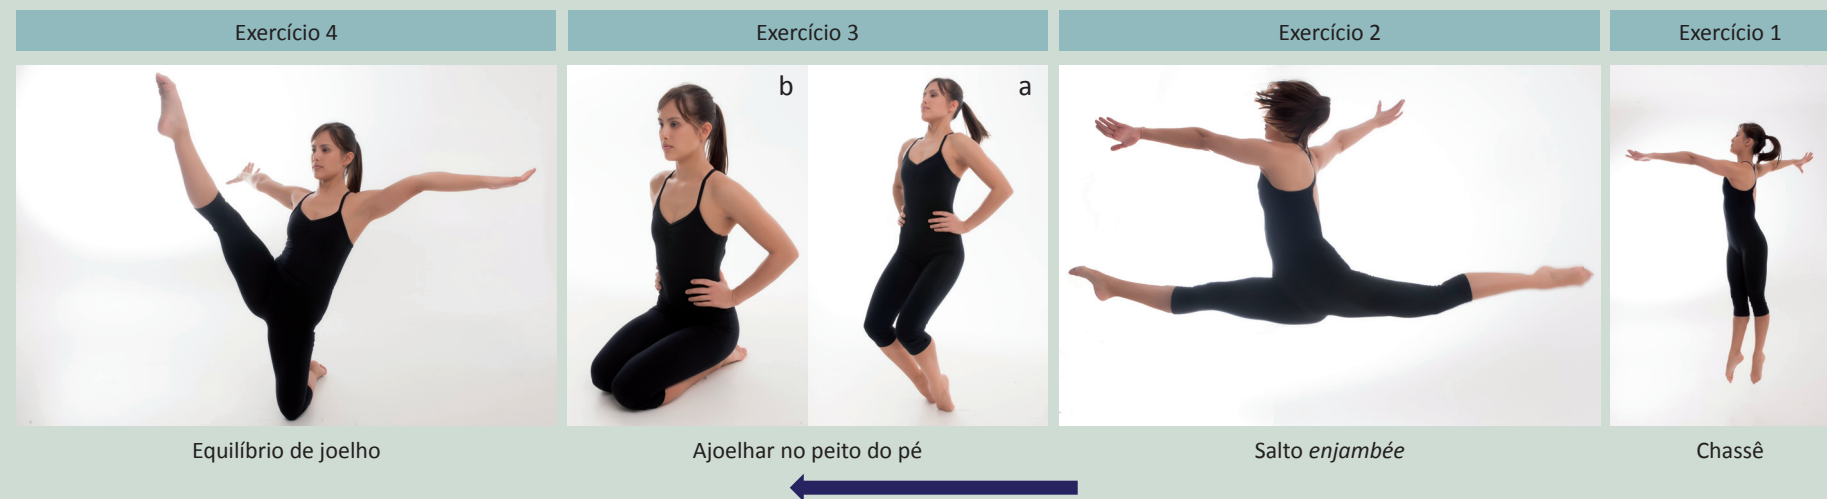 Exercício 4
Exercício 3
Exercício 2
Exercício 1
b
a
Equilíbrio de joelho
Ajoelhar no peito do pé
Salto enjambée
Chassê